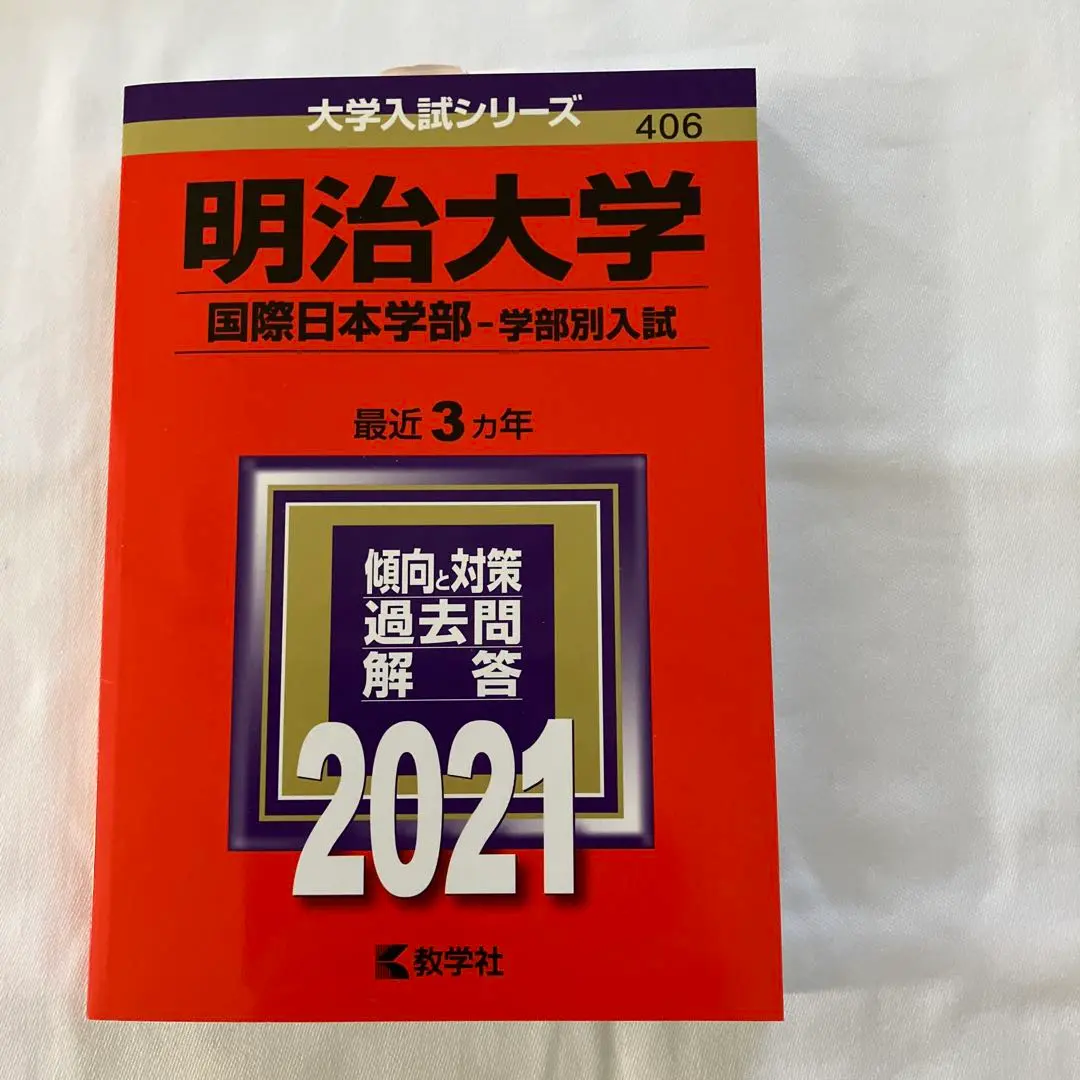 大学入試シリーズ
406
明治大学
国際日本学部-学部別入試
最近3カ年
傾向と対策
過去問
解答
2021
教学社